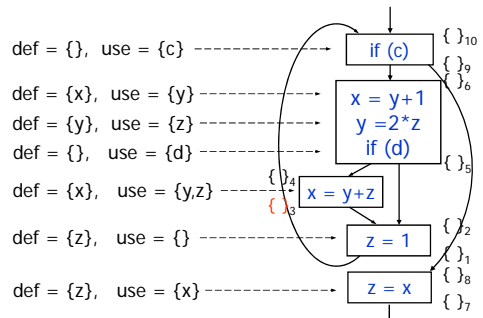 { }10
def = {}, use = {c} if (c)
{ }9
{ }6
def = {x}, use = {y} x = y+1
def = {y}, use = {z} y =2*z
def = {}, use = {d} if (d)
{ }5
{ }4
def = {x}, use = {y,z} x = y+z
{ }3
{ }2
def = {z}, use = {} z = 1
{ }1
{ }8
def = {z}, use = {x} z = x
{ }7